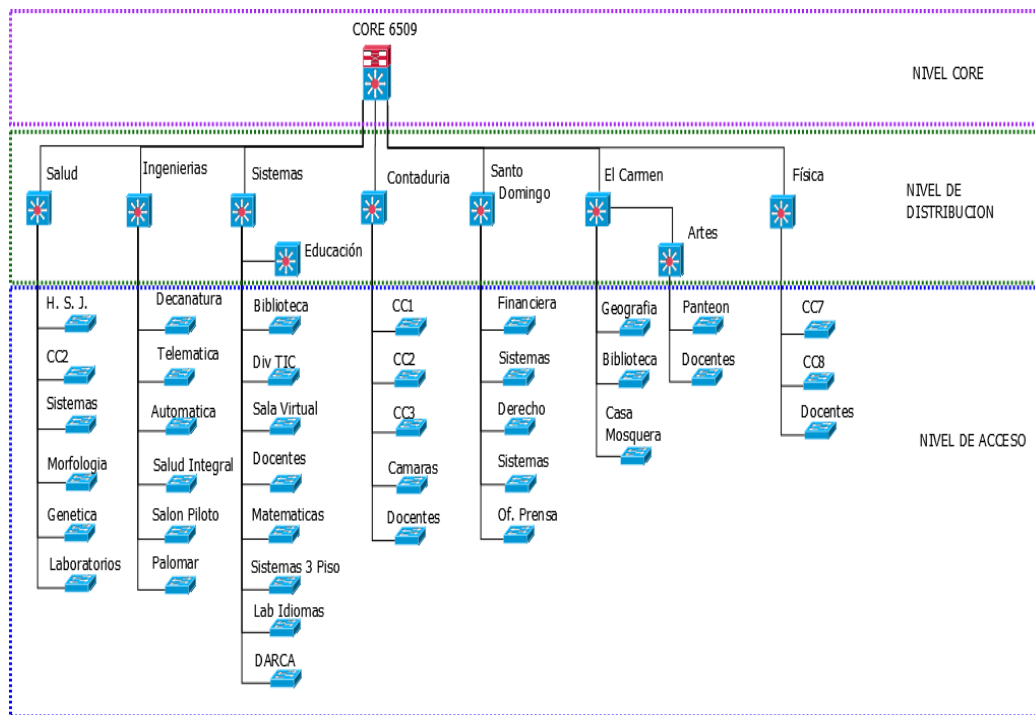 CORE 6509
NIVEL CORE
Salud
Ingenierias
Sistemas
Contaduria
Santo
Domingo
El Carmen
Física
NIVEL DE
DISTRIBUCION
Artes
Educación
H. S. J.
CC2
Sistemas
Morfologia
Genetica
Laboratorios
Decanatura
Telematica
Automatica
Salud Integral
Salon Piloto
Palomar
Biblioteca
Div TIC
Sala Virtual
Docentes
Matematicas
Sistemas 3 Piso
Lab Idiomas
DARCA
CC1
CC2
CC3
Camaras
Docentes
Financiera
Sistemas
Derecho
Sistemas
Of. Prensa
Geografia
Biblioteca
Casa
Mosquera
Panteon
Docentes
CC7
CC8
Docentes
NIVEL DE ACCESO